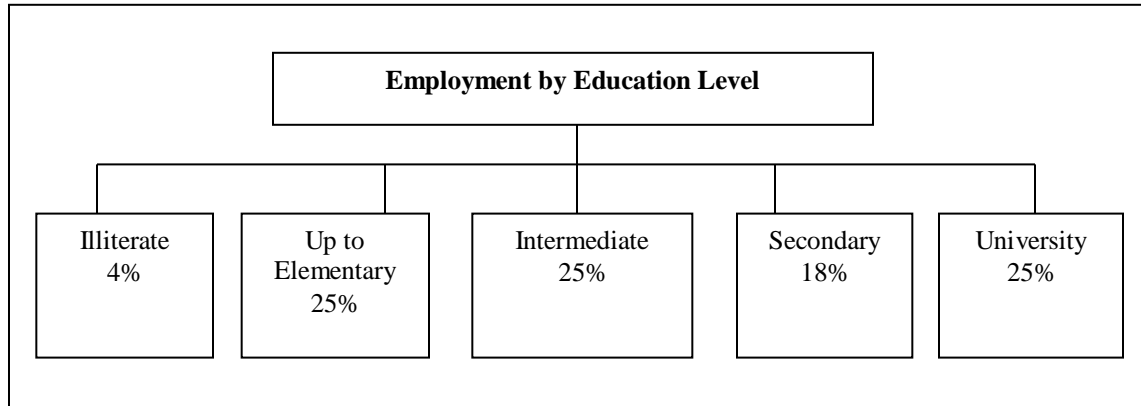 Employment by Education Level
Illiterate
4%
Up to
Elementary
25%
Intermediate
25%
Secondary
18%
University
25%